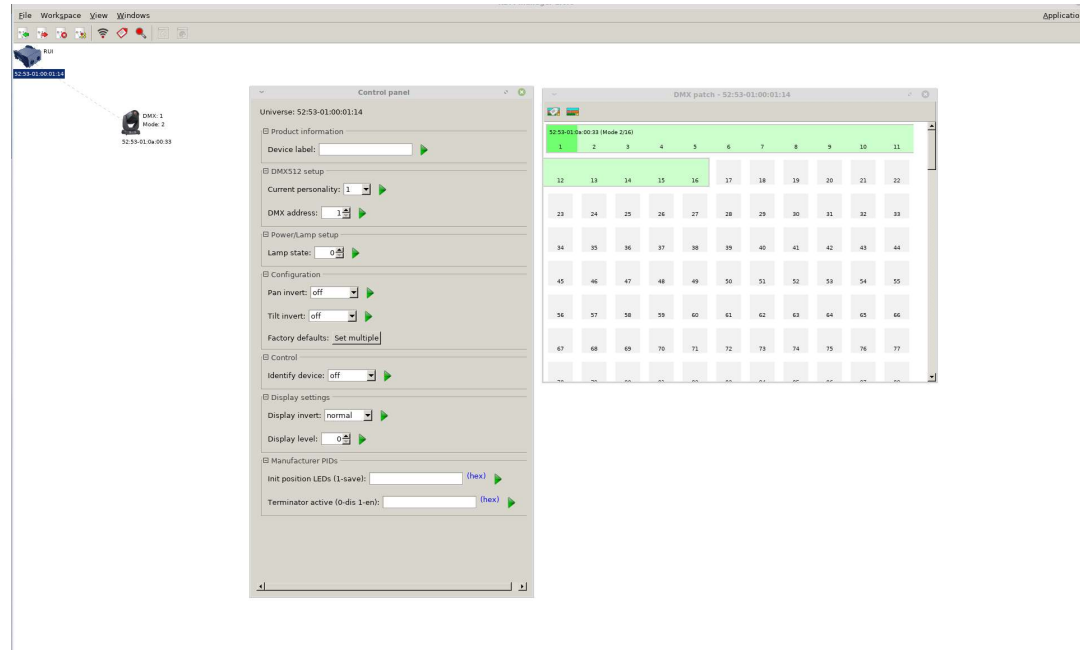 File Workspace View Windows
Applicatio
RUI
52:53-01:00:01:14
DMX: 1
Mode: 2
52:53-01:0a:00:33
Control panel
Universe: 52:53-01:00:01:14
Product information
Device label:
DMX512 setup
Current personality: 1
DMX address: 1
Power/Lamp setup
Lamp state: 0
Configuration
Pan invert: off
Tilt invert: off
Factory defaults: Set multiple
Control
Identify device: off
Display settings
Display invert: normal
Display level: 0
Manufacturer PIDs
Init position LEDs (1-save): (hex)
Terminator active (0-dis 1-en): (hex)
DMX patch - 52:53-01:00:01:14
52:53-01:0a:00:33 (Mode 2/16)
1 2 3 4 5 6 7 8 9 10 11
12 13 14 15 16 17 18 19 20 21 22
23 24 25 26 27 28 29 30 31 32 33
34 35 36 37 38 39 40 41 42 43 44
45 46 47 48 49 50 51 52 53 54 55
56 57 58 59 60 61 62 63 64 65 66
67 68 69 70 71 72 73 74 75 76 77